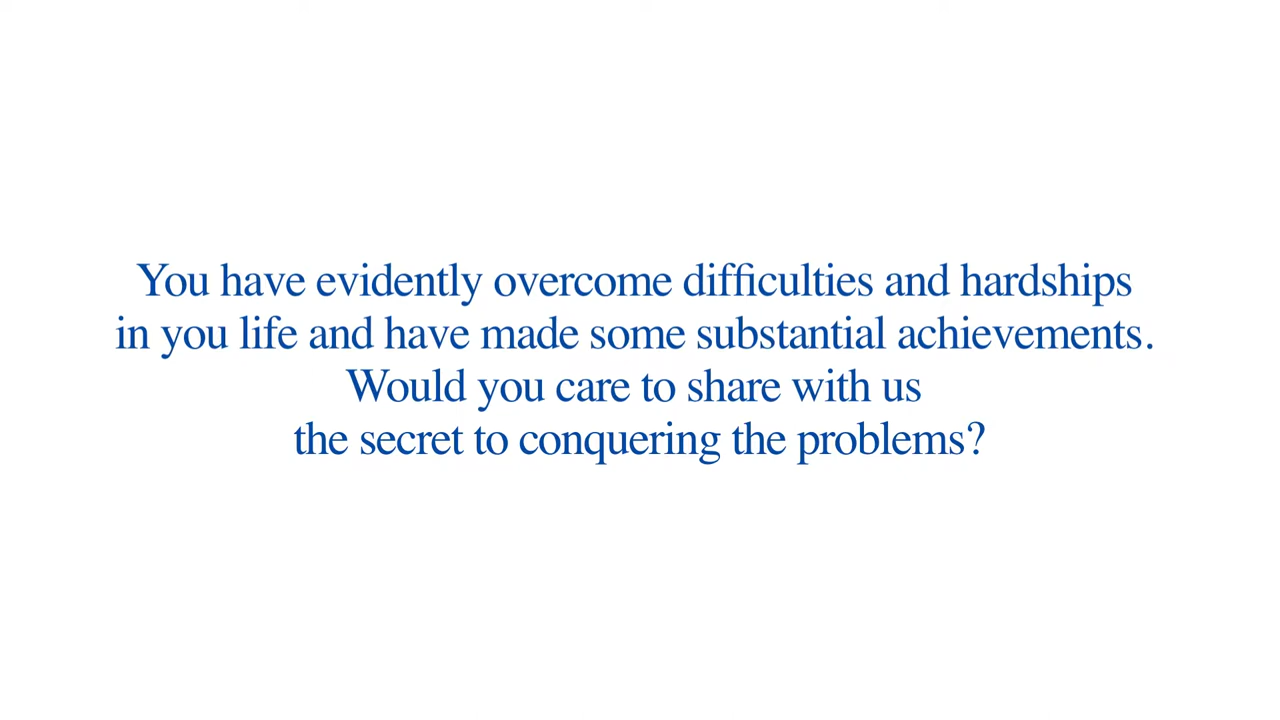 You have evidently overcome difficulties and hardships
in you life and have made some substantial achievements.
Would you care to share with us
the secret to conquering the problems?